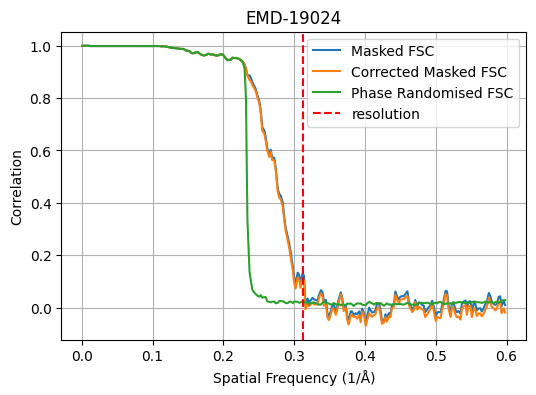 EMD-19024
Correlation
1.0
0.8
0.6
0.4
0.2
0.0
Masked FSC
Corrected Masked FSC
Phase Randomised FSC
resolution
0.0 0.1 0.2 0.3 0.4 0.5 0.6
Spatial Frequency (1/Å)